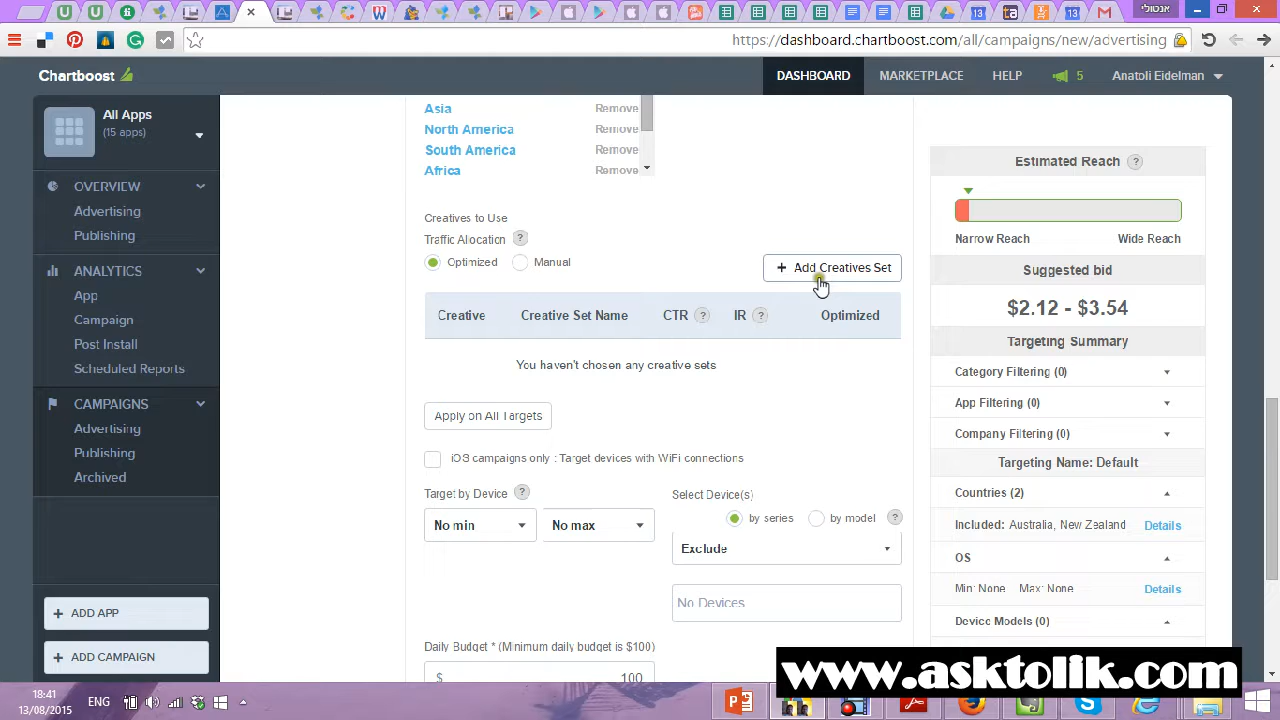 אנטולי
https://dashboard.chartboost.com/all/campaigns/new/advertising
Chartboost
DASHBOARD
MARKETPLACE
HELP
5
Anatoli Eidelman
All Apps
(15 apps)
OVERVIEW
Advertising
Publishing
ANALYTICS
App
Campaign
Post Install
Scheduled Reports
CAMPAIGNS
Advertising
Publishing
Archived
+ ADD APP
+ ADD CAMPAIGN
Asia Remove
North America Remove
South America Remove
Africa Remove
Creatives to Use
Traffic Allocation ?
Optimized Manual
+ Add Creatives Set
Creative Creative Set Name CTR ? IR ? Optimized
You haven't chosen any creative sets
Apply on All Targets
iOS campaigns only : Target devices with WiFi connections
Target by Device ?
No min No max
Select Device(s)
by series by model ?
Exclude
No Devices
Daily Budget * (Minimum daily budget is $100)
$ 100
Estimated Reach ?
Narrow Reach Wide Reach
Suggested bid
$2.12 - $3.54
Targeting Summary
Category Filtering (0)
App Filtering (0)
Company Filtering (0)
Targeting Name: Default
Countries (2)
Included: Australia, New Zealand Details
OS
Min: None Max: None Details
Device Models (0)
www.asktolik.com
18:41
13/08/2015
ENG